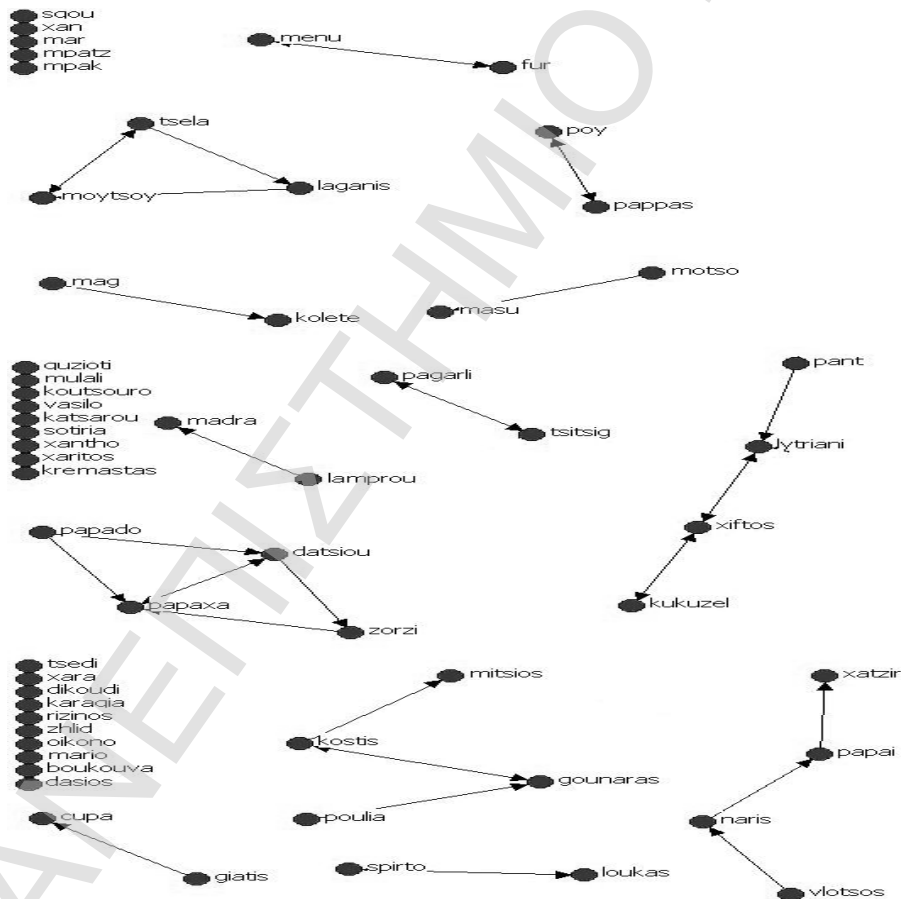 sqou
xan
mar
mpatz
mpak
menu
fur
tsela
moytsoy
laganis
poy
pappas
mag
kolete
motso
masu
quzioti
mulali
koutsouro
vasilo
katsarou
sotiria
xantho
xaritos
kremastas
madra
lamprou
pagarli
tsitsig
pant
lytriani
xiftos
kukuzel
papado
datsiou
papaxa
zorzi
tsedi
xara
dikoudi
karaqia
rizinos
zhlid
oikono
mario
boukouva
dasios
mitsios
kostis
gounaras
poulia
xatzir
papai
naris
vlotsos
cupa
giatis
spirto
loukas
ΠΑΝΕΠΙΣΤΗΜΙΟ